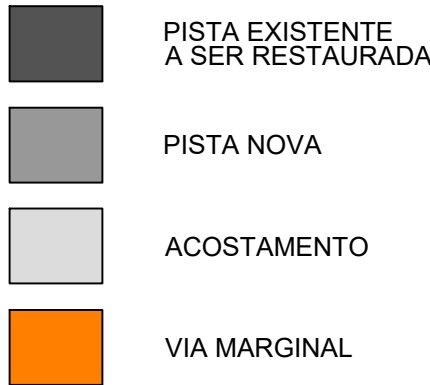 PISTA EXISTENTE
A SER RESTAURADA
PISTA NOVA
ACOSTAMENTO
VIA MARGINAL